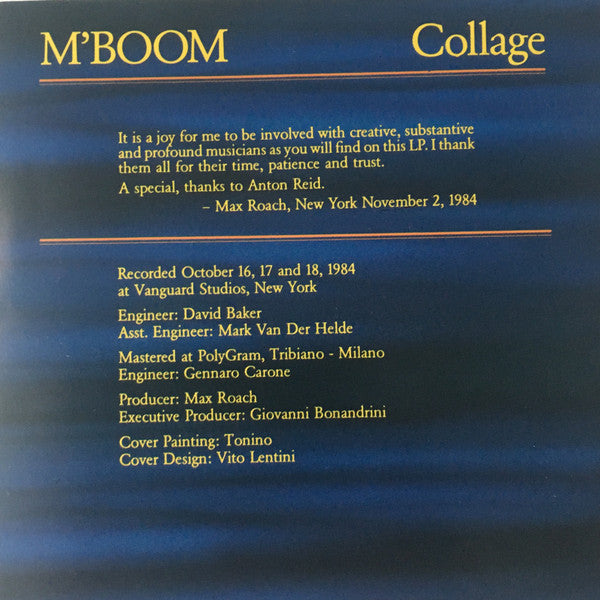 M'BOOM Collage
It is a joy for me to be involved with creative, substantive
and profound musicians as you will find on this LP. I thank
them all for their time, patience and trust.
A special, thanks to Anton Reid.
– Max Roach, New York November 2, 1984
Recorded October 16, 17 and 18, 1984
at Vanguard Studios, New York
Engineer: David Baker
Asst. Engineer: Mark Van Der Helde
Mastered at PolyGram, Tribiano - Milano
Engineer: Gennaro Carone
Producer: Max Roach
Executive Producer: Giovanni Bonandrini
Cover Painting: Tonino
Cover Design: Vito Lentini